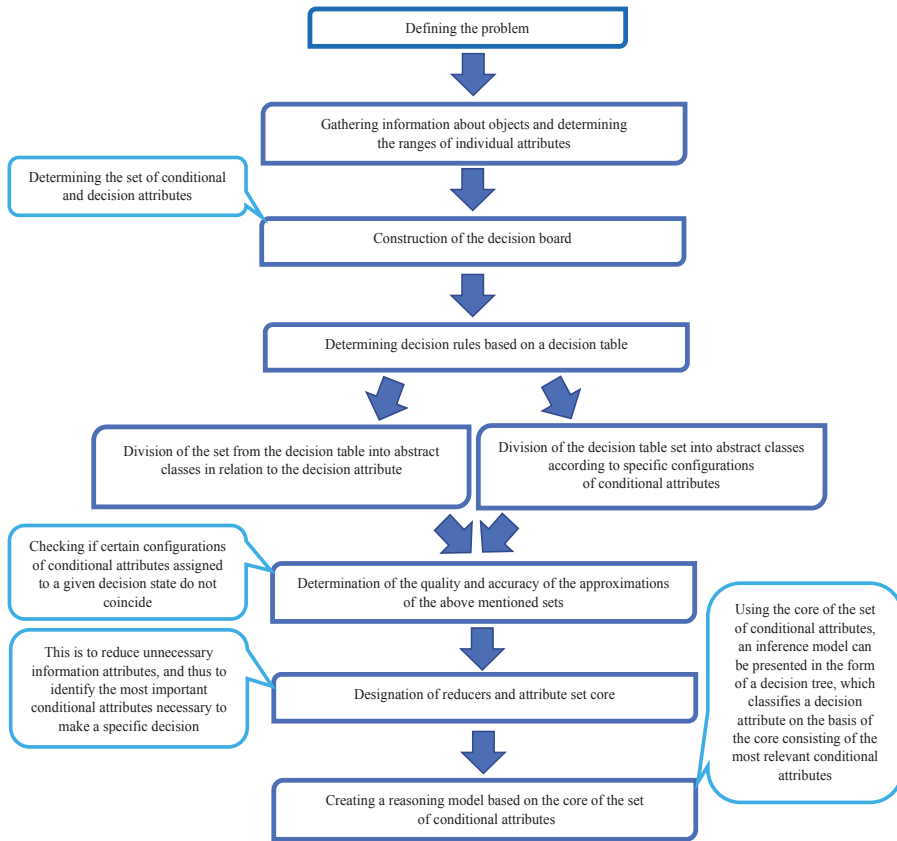 Defining the problem
Gathering information about objects and determining
the ranges of individual attributes
Determining the set of conditional
and decision attributes
Construction of the decision board
Determining decision rules based on a decision table
Division of the set from the decision table into abstract
classes in relation to the decision attribute
Division of the decision table set into abstract classes
according to specific configurations
of conditional attributes
Checking if certain configurations
of conditional attributes assigned
to a given decision state do not
coincide
Determination of the quality and accuracy of the approximations
of the above mentioned sets
This is to reduce unnecessary
information attributes, and thus to
identify the most important
conditional attributes necessary to
make a specific decision
Designation of reducers and attribute set core
Using the core of the set
of conditional attributes,
an inference model can
be presented in the form
of a decision tree, which
classifies a decision
attribute on the basis of
the core consisting of the
most relevant conditional
attributes
Creating a reasoning model based on the core of the set
of conditional attributes